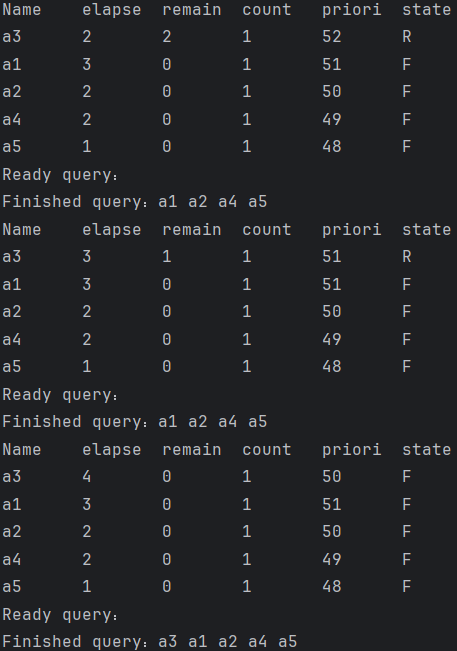 Name elapse remain count priori state
a3 2 2 1 52 R
a1 3 0 1 51 F
a2 2 0 1 50 F
a4 2 0 1 49 F
a5 1 0 1 48 F
Ready query：
Finished query：a1 a2 a4 a5
Name elapse remain count priori state
a3 3 1 1 51 R
a1 3 0 1 51 F
a2 2 0 1 50 F
a4 2 0 1 49 F
a5 1 0 1 48 F
Ready query：
Finished query：a1 a2 a4 a5
Name elapse remain count priori state
a3 4 0 1 50 F
a1 3 0 1 51 F
a2 2 0 1 50 F
a4 2 0 1 49 F
a5 1 0 1 48 F
Ready query：
Finished query：a3 a1 a2 a4 a5